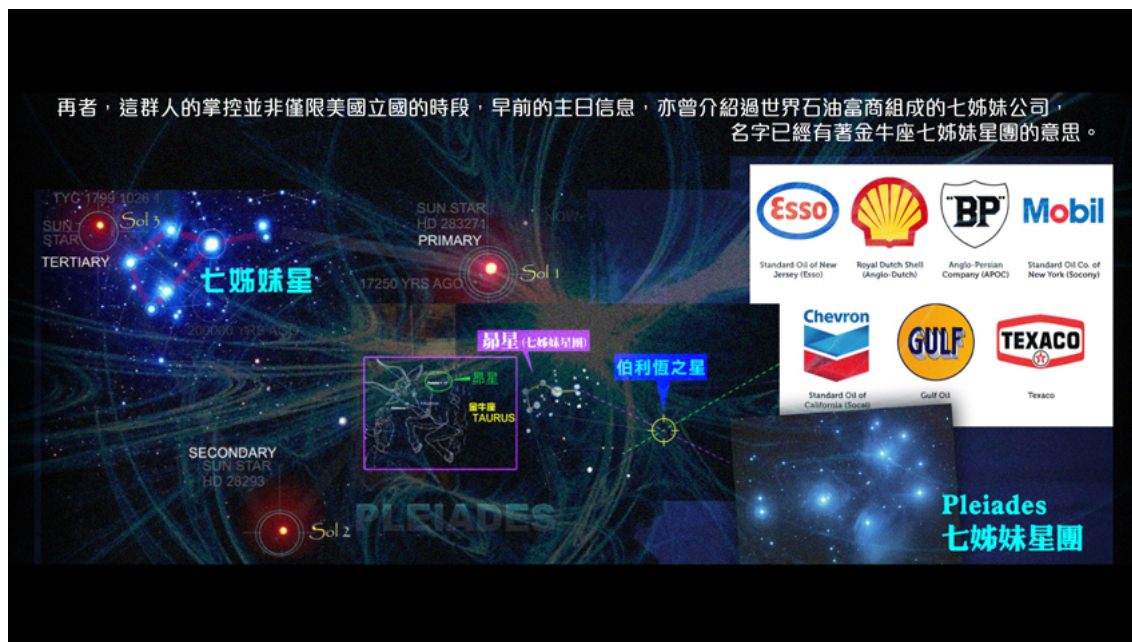 再者，這群人的掌控並非僅限美國立國的時段，早前的主日信息，亦曾介紹過世界石油富商組成的七姊妹公司，
名字已經有著金牛座七姊妹星團的意思。
TYC 1799 1026 1
Sol 3
SUN
STAR
TERTIARY
七姊妹星
SUN STAR
HD 283271
PRIMARY
Sol 1
17250 YRS AGO
200000 YRS AGO
昴星(七姊妹星團)
昴星
金牛座
TAURUS
伯利恆之星
SECONDARY
SUN STAR
HD 28293
Sol 2
PLEIADES
Esso
Standard Oil of New
Jersey (Esso)
Royal Dutch Shell
(Anglo-Dutch)
"BP"
Anglo-Persian
Company (APOC)
Mobil
Standard Oil Co. of
New York (Socony)
Chevron
Standard Oil of
California (Socal)
GULF
Gulf Oil
TEXACO
T
Texaco
Pleiades
七姊妹星團